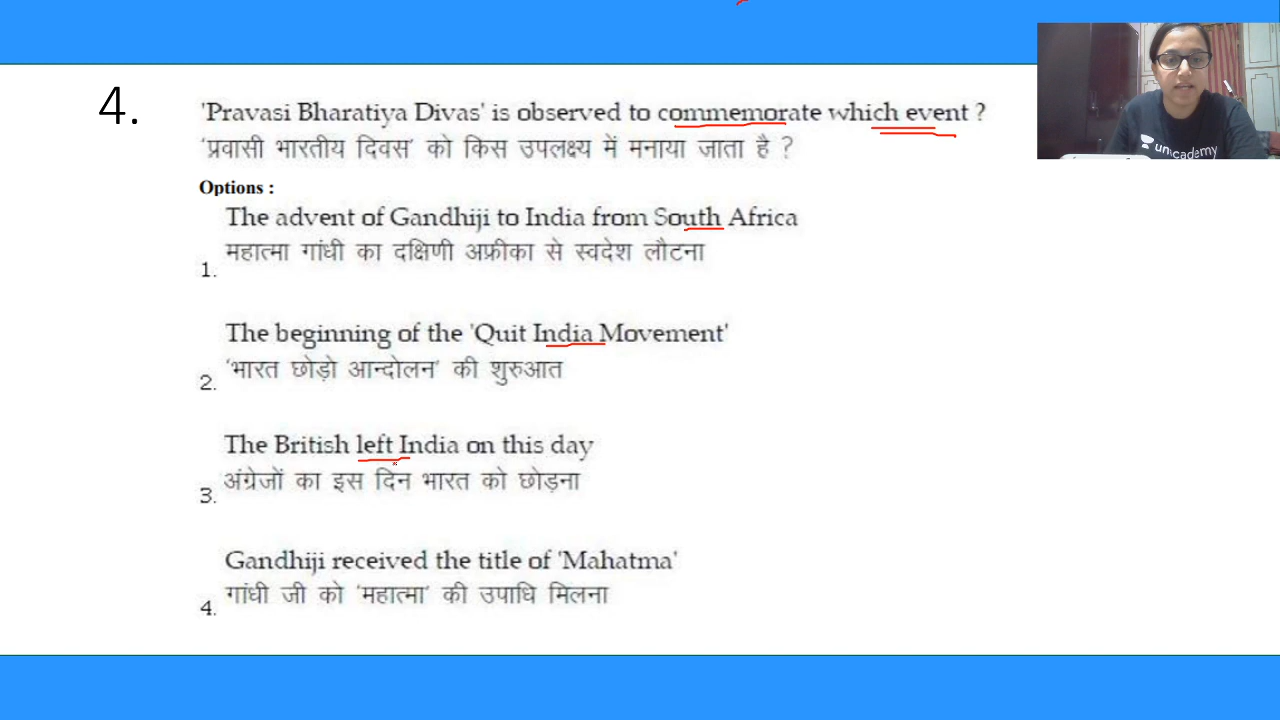 4.
'Pravasi Bharatiya Divas' is observed to commemorate which event ?
'प्रवासी भारतीय दिवस' को किस उपलक्ष्य में मनाया जाता है ?
Options :
The advent of Gandhiji to India from South Africa
महात्मा गांधी का दक्षिणी अफ्रीका से स्वदेश लौटना
1.
The beginning of the 'Quit India Movement'
'भारत छोड़ो आन्दोलन' की शुरुआत
2.
The British left India on this day
अंग्रेजों का इस दिन भारत को छोड़ना
3.
Gandhiji received the title of 'Mahatma'
गांधी जी को 'महात्मा' की उपाधि मिलना
4.
unacademy